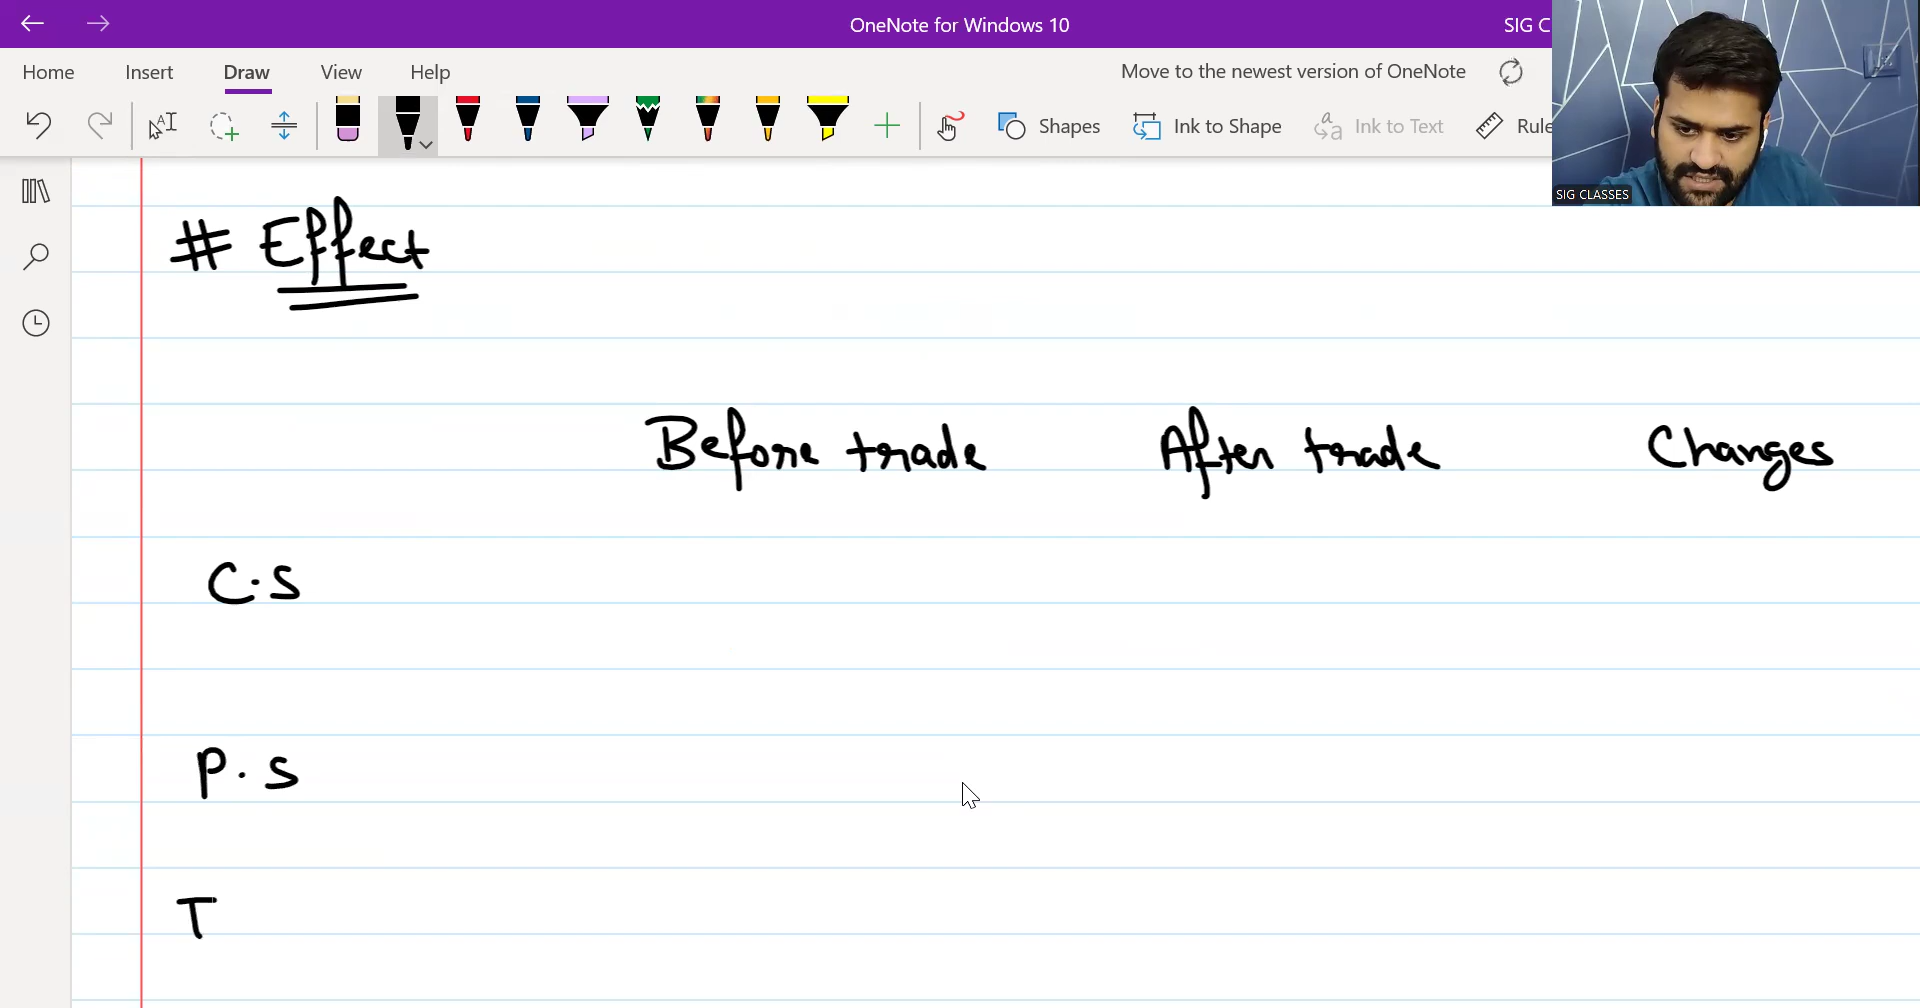 OneNote for Windows 10
SIG C
Home Insert Draw View Help
Move to the newest version of OneNote
Shapes Ink to Shape Ink to Text Rule
SIG CLASSES
# Effect
Before trade After trade Changes
C.S
P.S
T